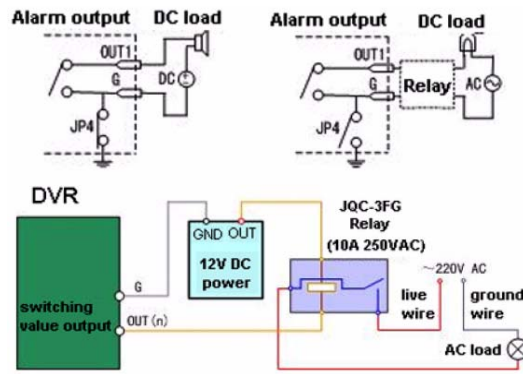 Alarm output
DC load
OUT1
G
DC
JP4
Alarm output
DC load
OUT1
G
Relay
AC
JP4
DVR
switching
value output
G
OUT (n)
GND OUT
12V DC
power
JQC-3FG
Relay
(10A 250VAC)
~220V AC
live
wire
ground
wire
AC load